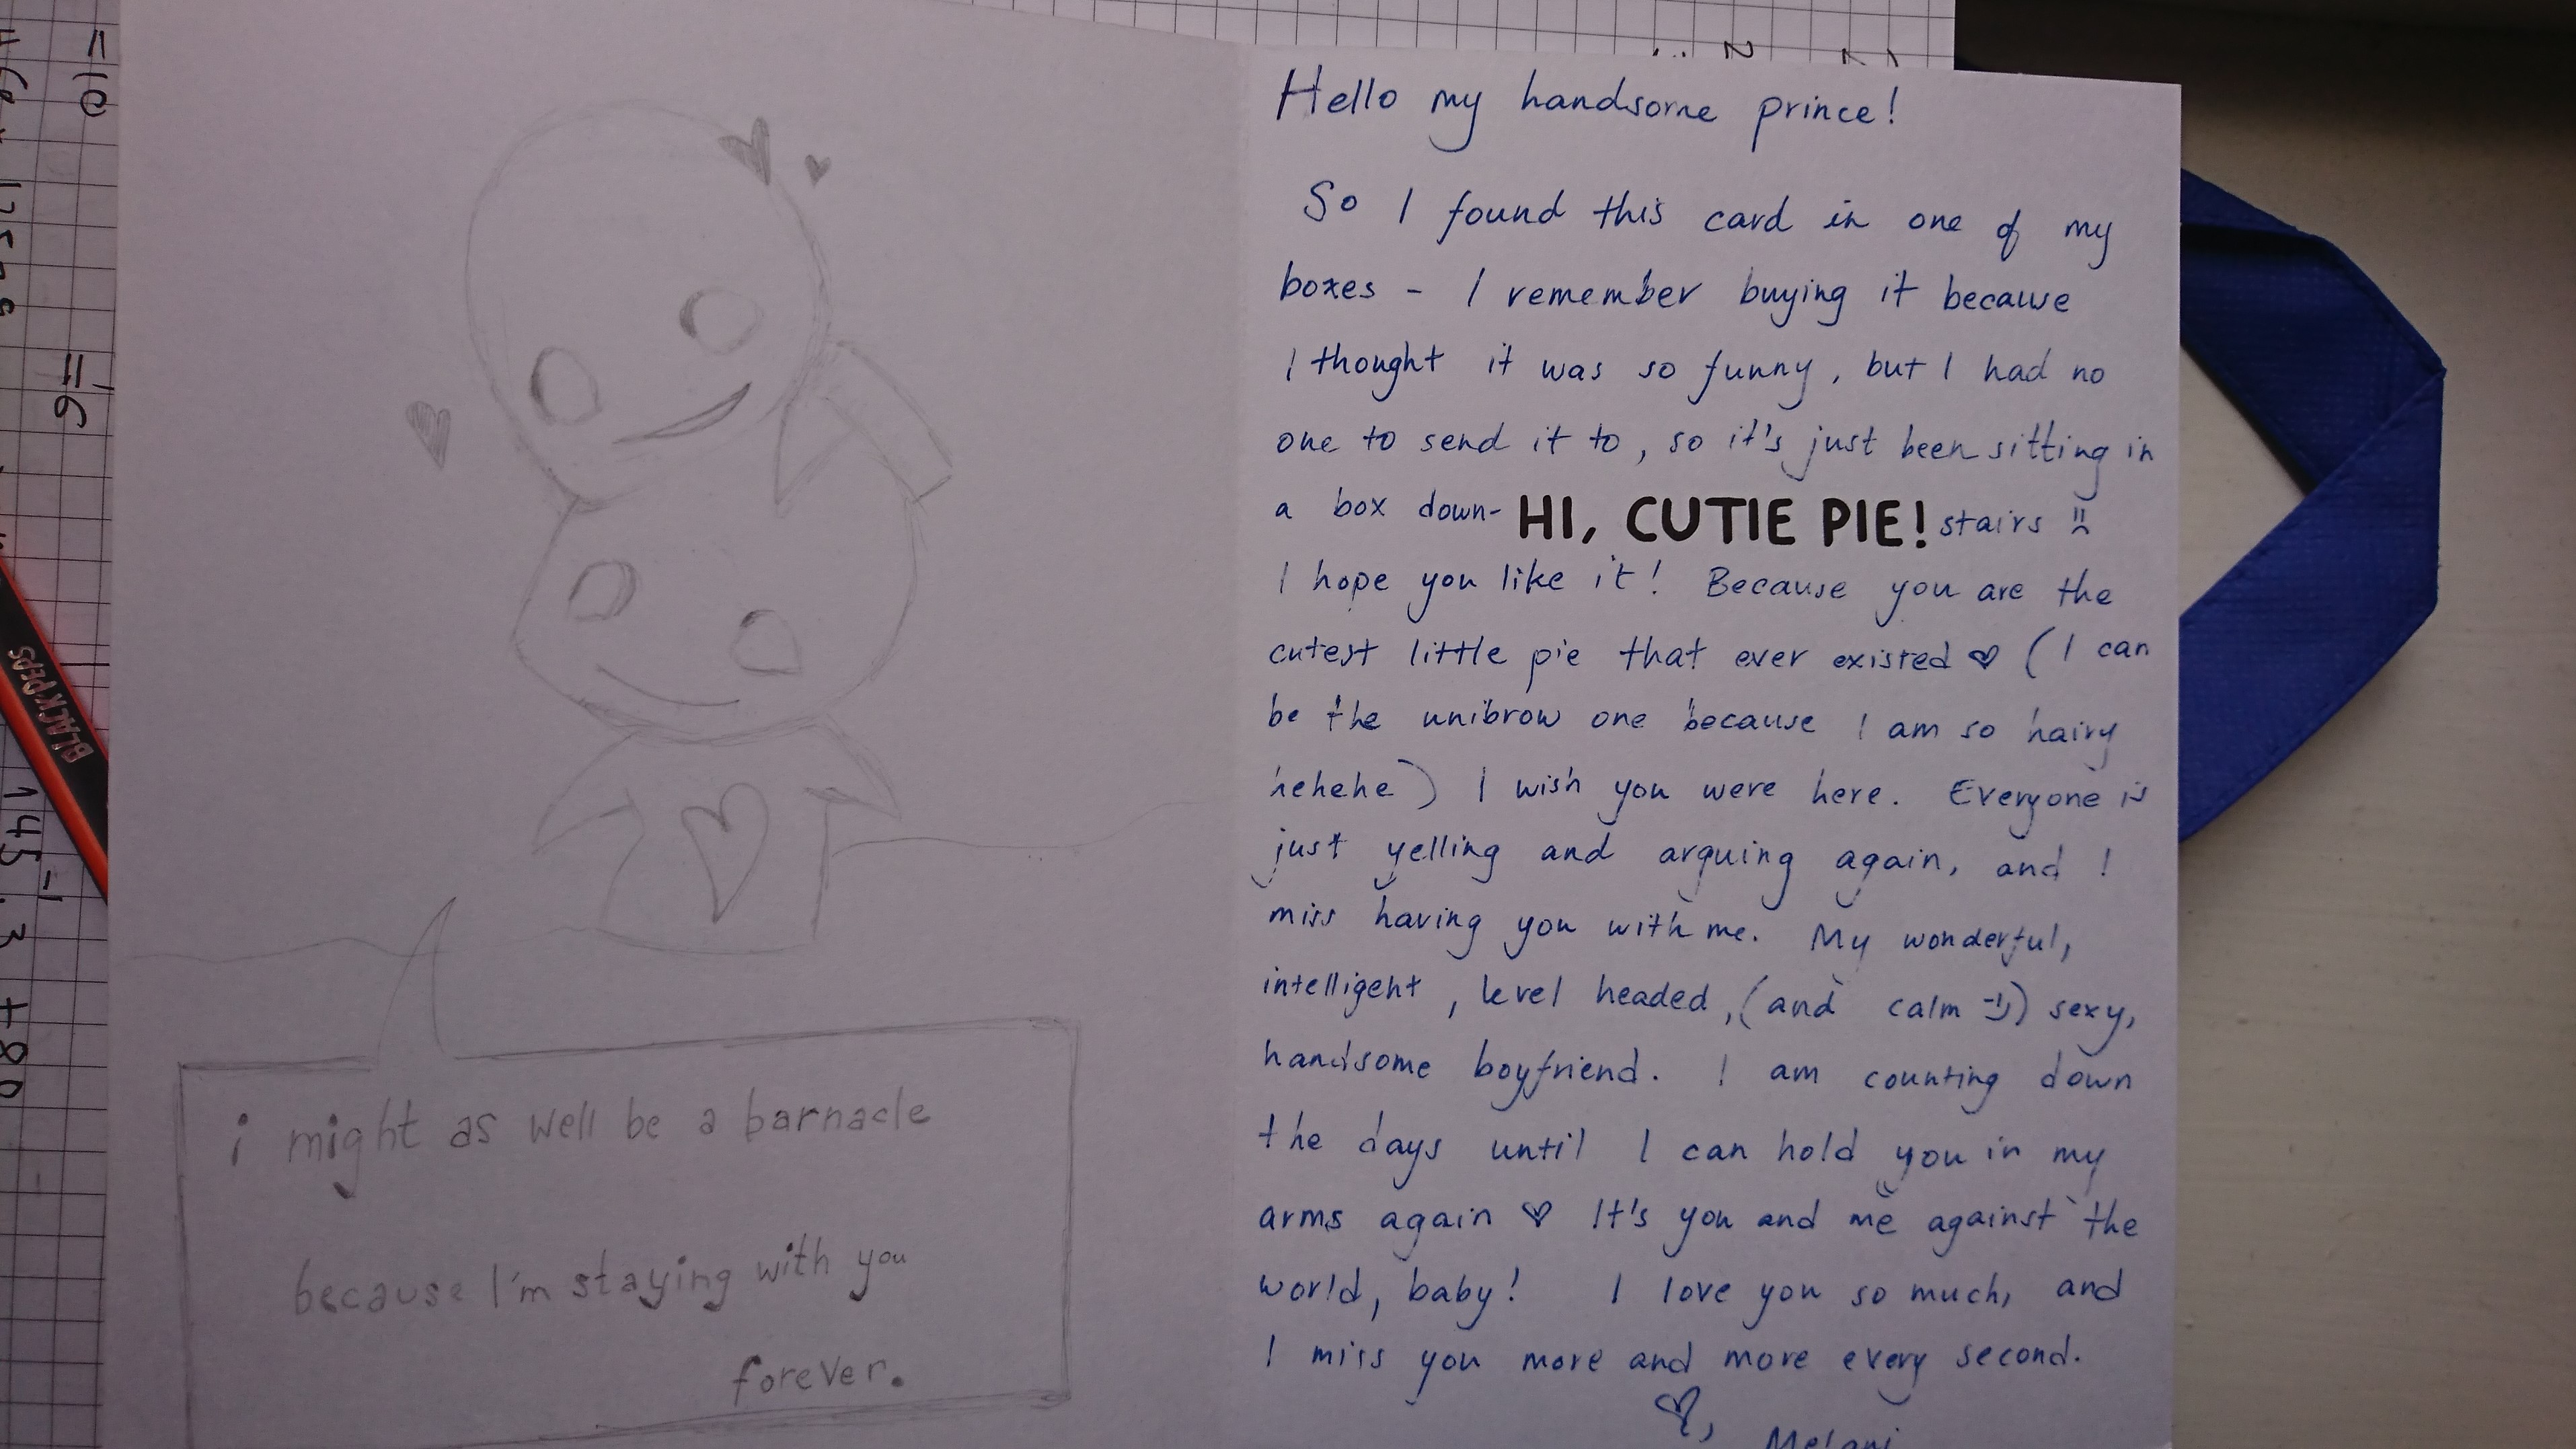 i might as well be a barnacle
because I'm staying with you
forever.
Hello my handsome prince!
So I found this card in one of my
boxes - I remember buying it because
I thought it was so funny, but I had no
one to send it to, so it's just been sitting in
a box down- HI, CUTIE PIE! stairs :(
I hope you like it! Because you are the
cutest little pie that ever existed ♡ (I can
be the unibrow one because I am so hairy
hehehe) I wish you were here. Everyone is
just yelling and arguing again, and I
miss having you with me. My wonderful,
intelligent, level headed, (and calm =)) sexy,
handsome boyfriend. I am counting down
the days until I can hold you in my
arms again ♡ It's you and me against the
world, baby! I love you so much, and
I miss you more and more every second.
♡,
BLACK'PEPS
=10
=6
145 -1 .3 +80